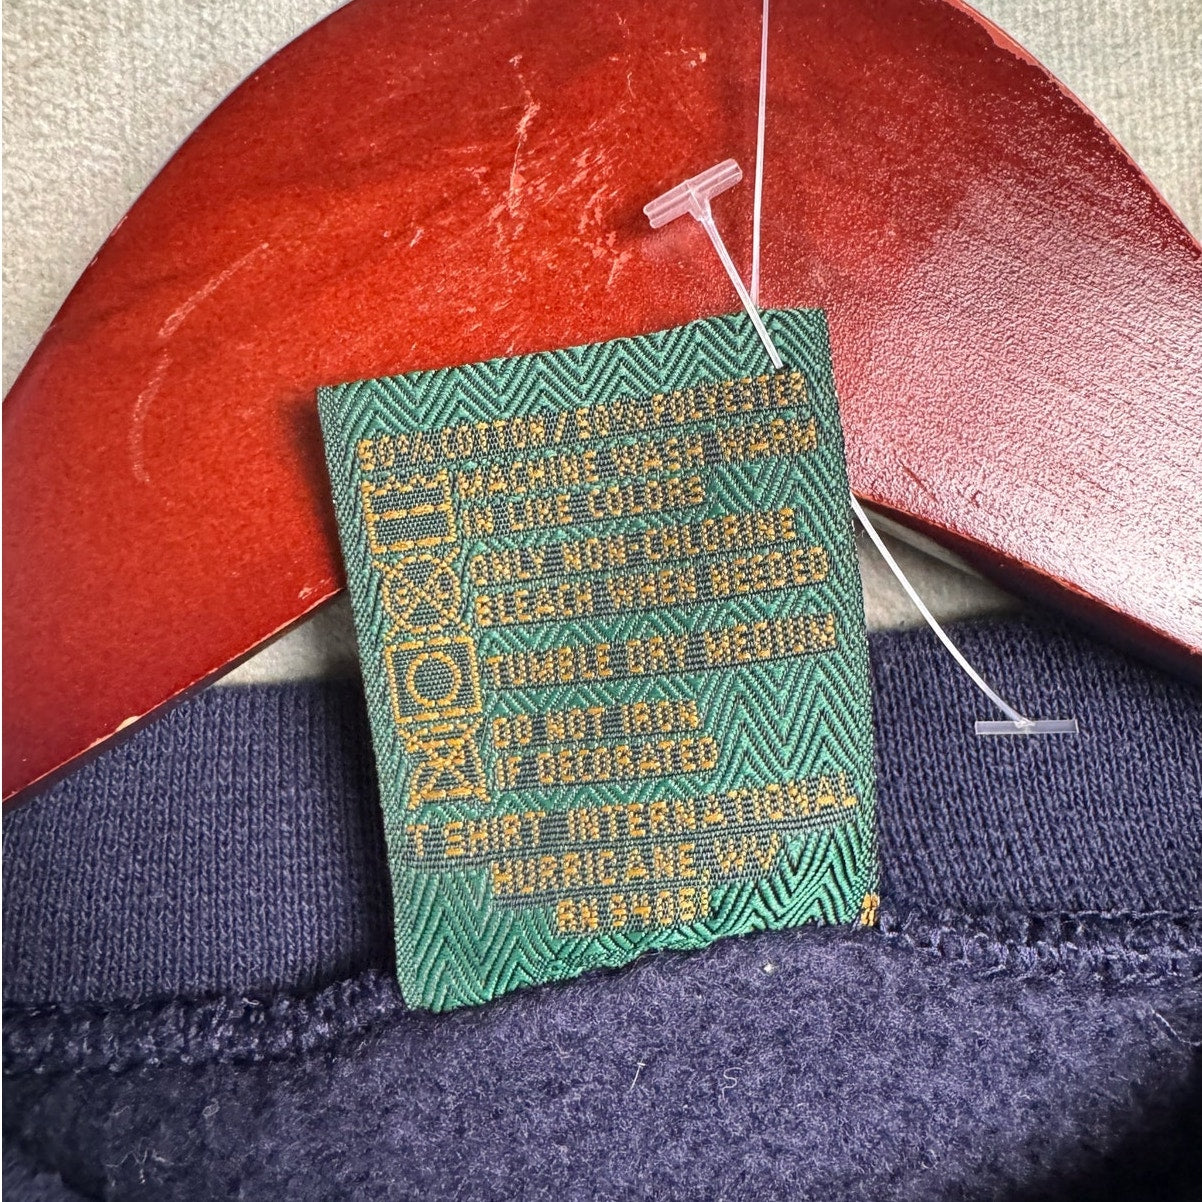 50% COTTON/50% POLYESTER
MACHINE WASH WARM
IN LIKE COLORS
ONLY NON-CHLORINE
BLEACH WHEN NEEDED
TUMBLE DRY MEDIUM
DO NOT IRON
IF DECORATED
T SHIRT INTERNATIONAL
HURRICANE, WV
RN